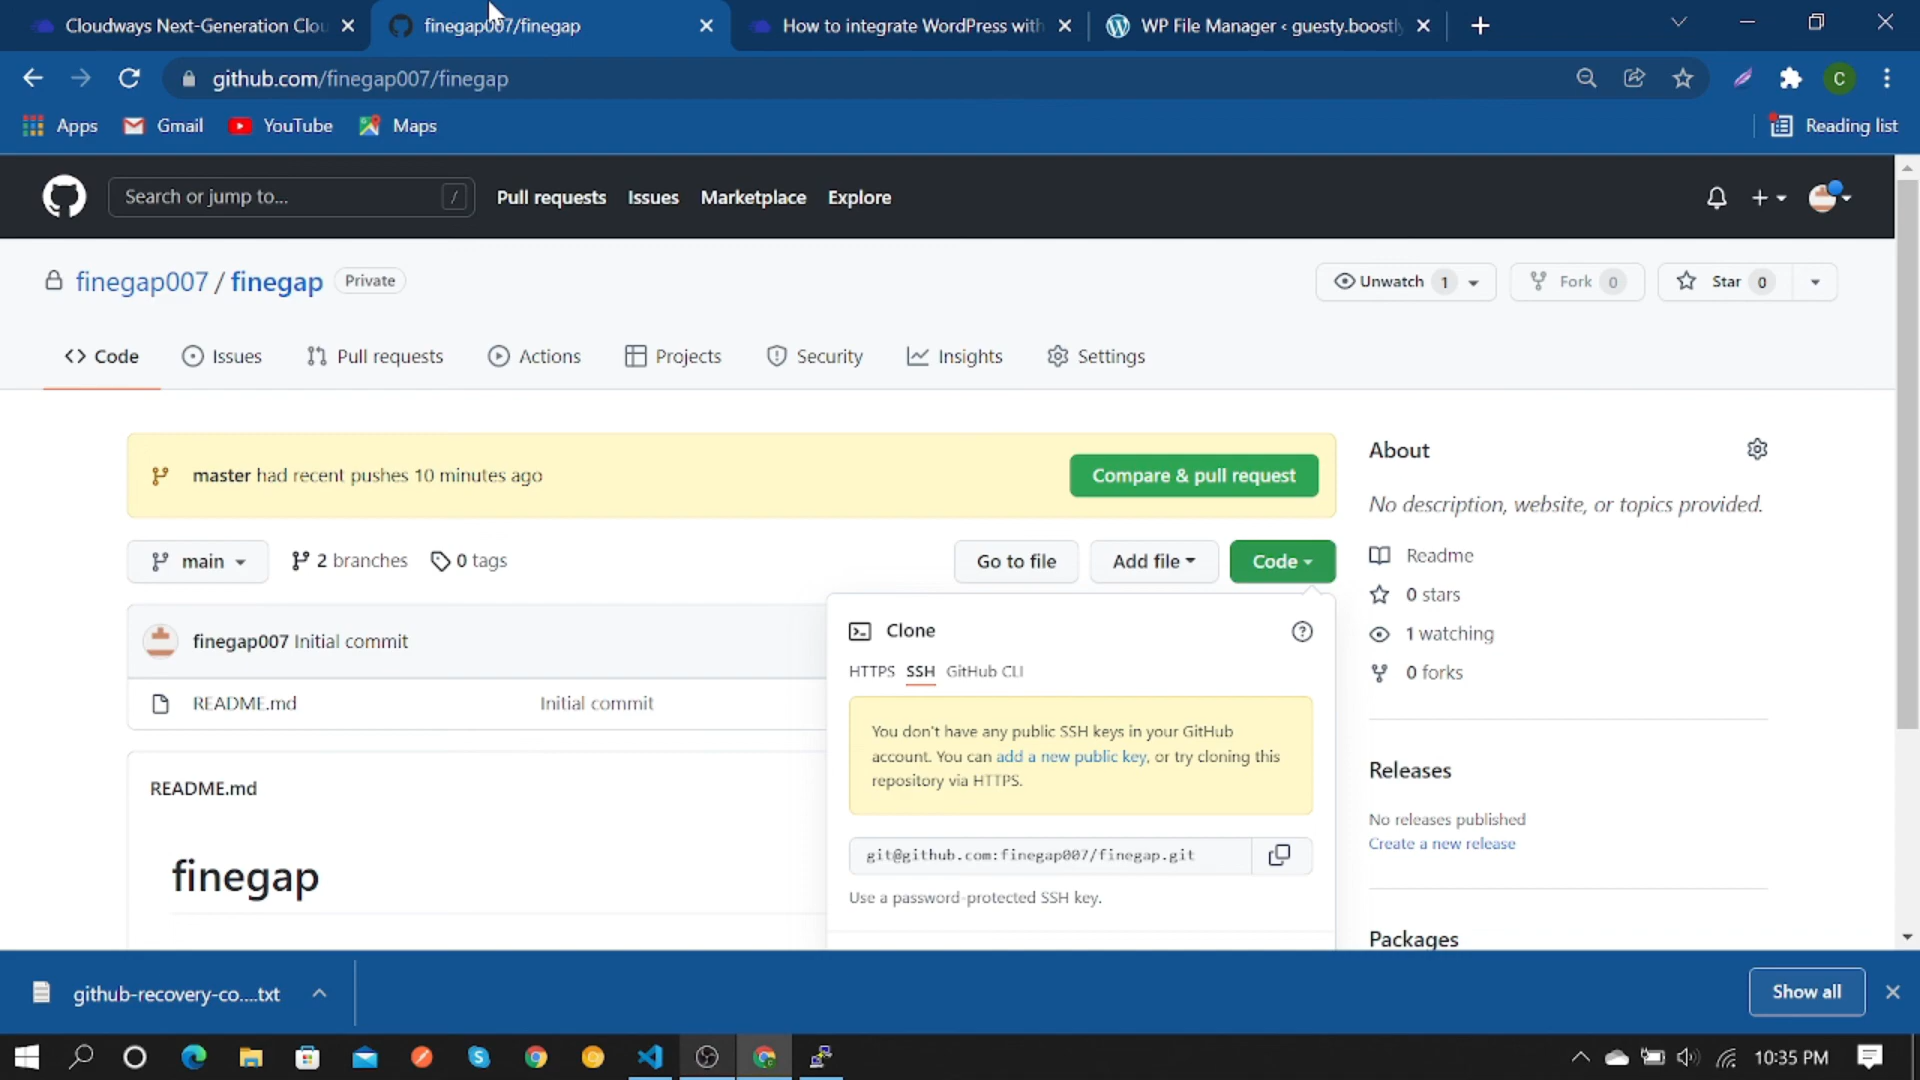 Cloudways Next-Generation Clou
finegap007/finegap
How to integrate WordPress with
WP File Manager ‹ guesty.boostly
github.com/finegap007/finegap
C
Apps
Gmail
YouTube
Maps
Reading list
Search or jump to...
/
Pull requests
Issues
Marketplace
Explore
finegap007 / finegap
Private
Unwatch 1
Fork 0
Star 0
Code
Issues
Pull requests
Actions
Projects
Security
Insights
Settings
master had recent pushes 10 minutes ago
Compare & pull request
About
No description, website, or topics provided.
main
2 branches
0 tags
Go to file
Add file
Code
Readme
0 stars
1 watching
0 forks
finegap007 Initial commit
README.md
Initial commit
Clone
HTTPS SSH GitHub CLI
You don't have any public SSH keys in your GitHub
account. You can add a new public key, or try cloning this
repository via HTTPS.
git@github.com:finegap007/finegap.git
Use a password-protected SSH key.
README.md
finegap
Releases
No releases published
Create a new release
Packages
github-recovery-co....txt
Show all
10:35 PM